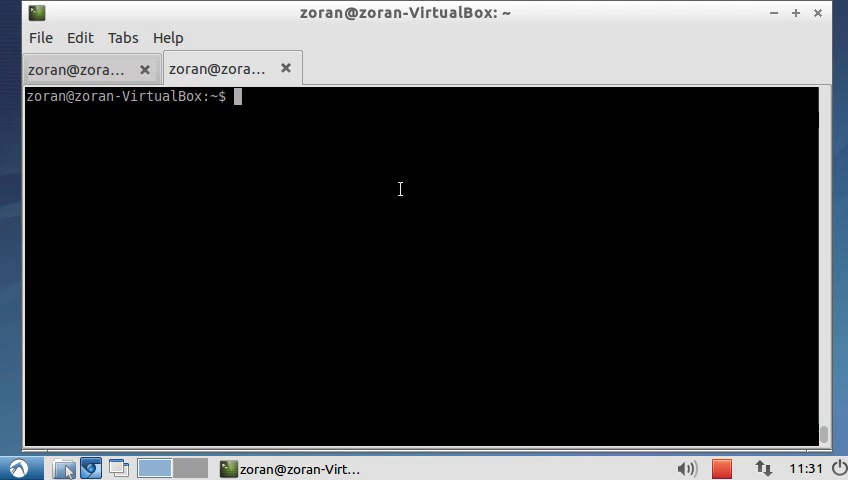 zoran@zoran-VirtualBox: ~
File Edit Tabs Help
zoran@zora...
zoran@zora...
zoran@zoran-VirtualBox:~$
zoran@zoran-Virt...
11:31